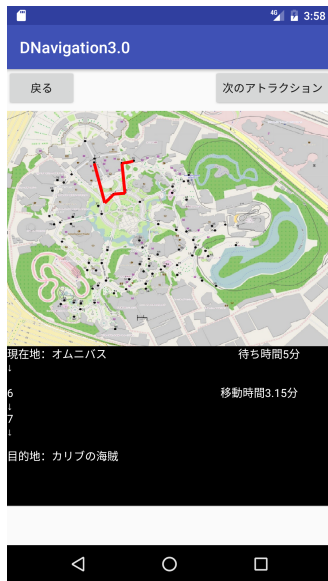 4G 3:58
DNavigation3.0
戻る 次のアトラクション
現在地：オムニバス 待ち時間5分
↓
6 移動時間3.15分
↓
7
↓
目的地：カリブの海賊